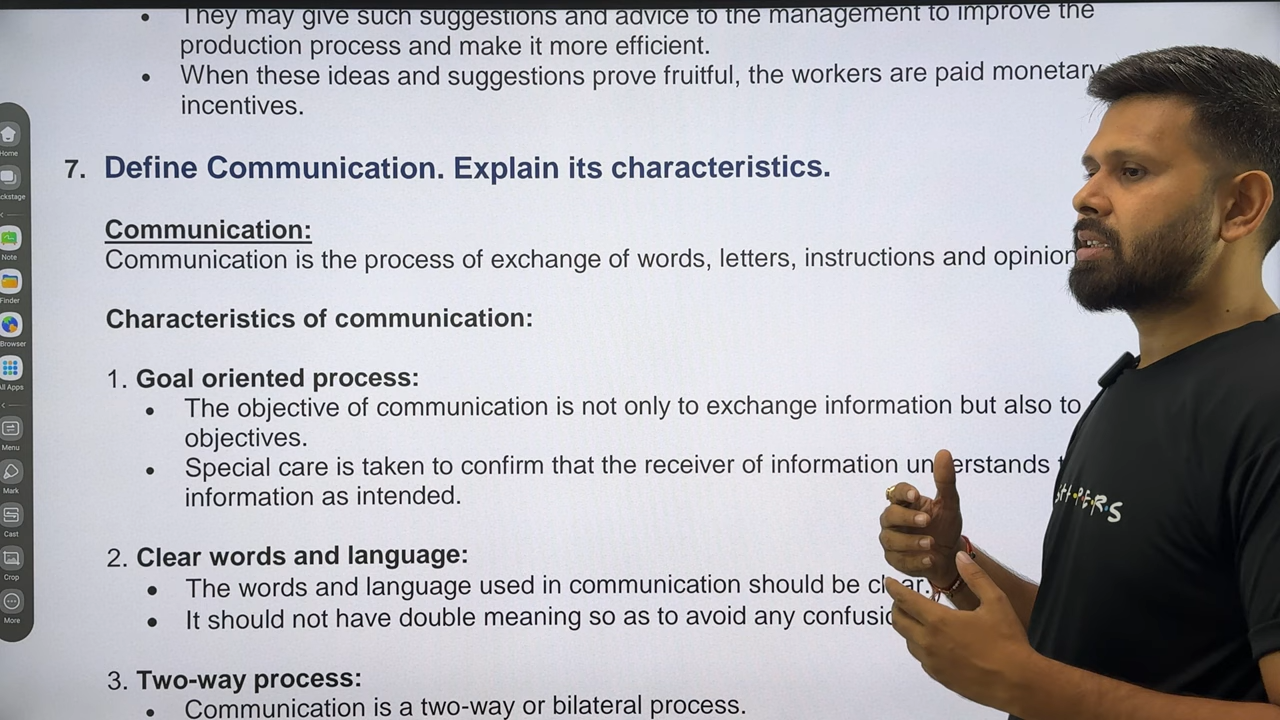 They may give such suggestions and advice to the management to improve the
production process and make it more efficient.
• When these ideas and suggestions prove fruitful, the workers are paid monetary
incentives.
7. Define Communication. Explain its characteristics.
Communication:
Communication is the process of exchange of words, letters, instructions and opinion
Characteristics of communication:
1. Goal oriented process:
• The objective of communication is not only to exchange information but also to
objectives.
• Special care is taken to confirm that the receiver of information understands
information as intended.
2. Clear words and language:
• The words and language used in communication should be clear.
• It should not have double meaning so as to avoid any
3. Two-way process:
• Communication is a two-way or bilateral process.
Home
ckstage
Note
Finder
Browser
All Apps
Menu
Mark
Cast
Crop
More